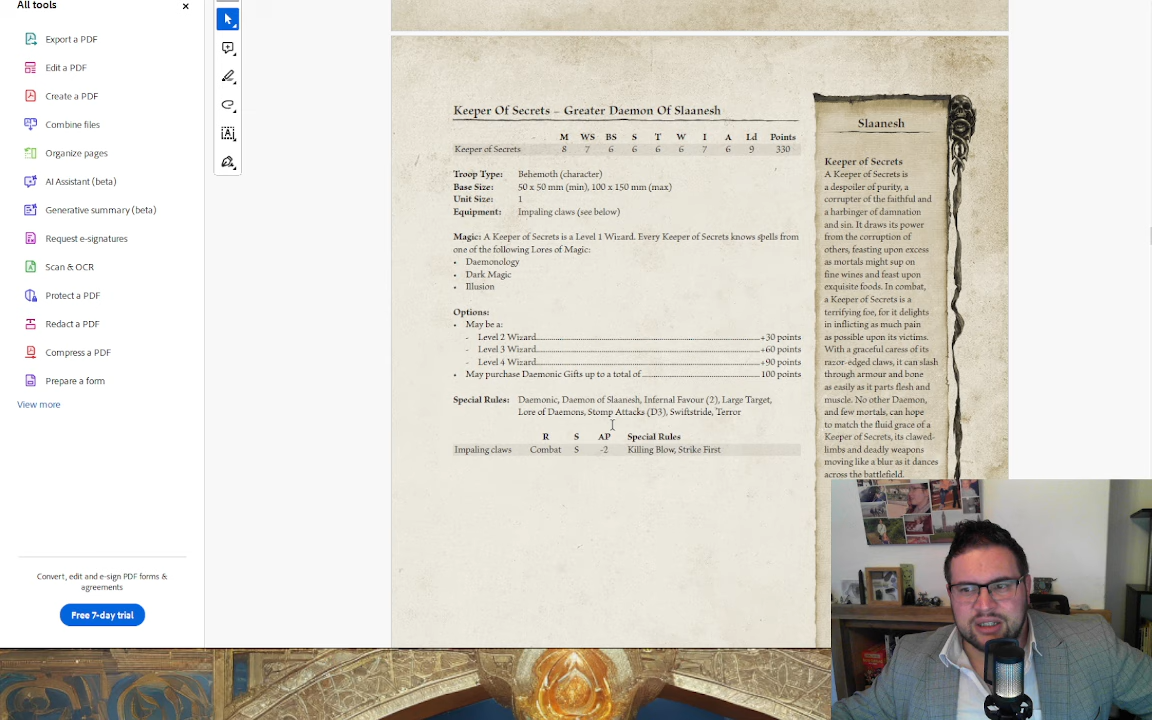 All tools
Export a PDF
Edit a PDF
Create a PDF
Combine files
Organize pages
AI Assistant (beta)
Generative summary (beta)
Request e-signatures
Scan & OCR
Protect a PDF
Redact a PDF
Compress a PDF
Prepare a form
View more
Convert, edit and e-sign PDF forms &
agreements
Free 7-day trial
Keeper Of Secrets – Greater Daemon Of Slaanesh
M WS BS S T W I A Ld Points
Keeper of Secrets 8 7 6 6 6 6 7 6 9 330
Troop Type: Behemoth (character)
Base Size: 50 x 50 mm (min), 100 x 150 mm (max)
Unit Size: 1
Equipment: Impaling claws (see below)
Magic: A Keeper of Secrets is a Level 1 Wizard. Every Keeper of Secrets knows spells from
one of the following Lores of Magic:
• Daemonology
• Dark Magic
• Illusion
Options:
• May be a:
- Level 2 Wizard +30 points
- Level 3 Wizard +60 points
- Level 4 Wizard +90 points
• May purchase Daemonic Gifts up to a total of 100 points
Special Rules: Daemonic, Daemon of Slaanesh, Infernal Favour (2), Large Target,
Lore of Daemons, Stomp Attacks (D3), Swiftstride, Terror
R S AP Special Rules
Impaling claws Combat S -2 Killing Blow, Strike First
Slaanesh
Keeper of Secrets
A Keeper of Secrets is
a despoiler of purity, a
corrupter of the faithful and
a harbinger of damnation
and sin. It draws its power
from the corruption of
others, feasting upon excess
as mortals might sup on
fine wines and feast upon
exquisite foods. In combat,
a Keeper of Secrets is a
terrifying foe, for it delights
in inflicting as much pain
as possible upon its victims.
With a graceful caress of its
razor-edged claws, it can slash
through armour and bone
as easily as it parts flesh and
muscle. No other Daemon,
and few mortals, can hope
to match the fluid grace of a
Keeper of Secrets, its clawed-
limbs and deadly weapons
moving like a blur as it dances
across the battlefield.